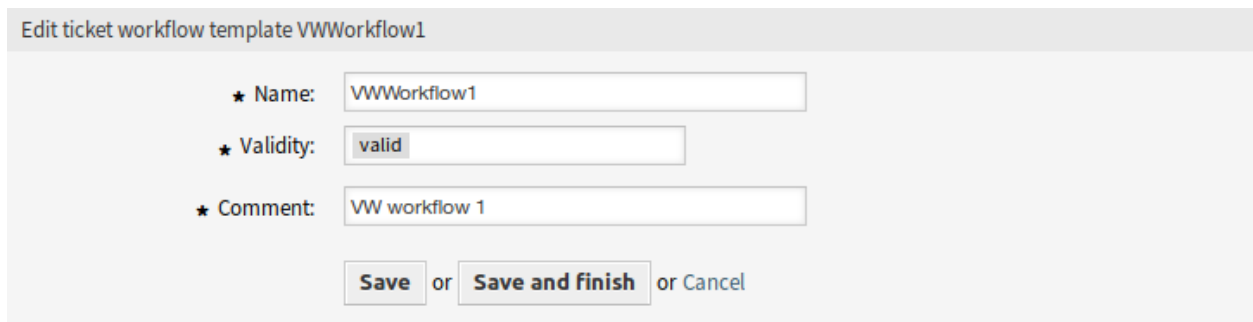 Edit ticket workflow template VWWorkflow1
★ Name: VWWorkflow1
★ Validity: valid
★ Comment: VW workflow 1
Save or Save and finish or Cancel